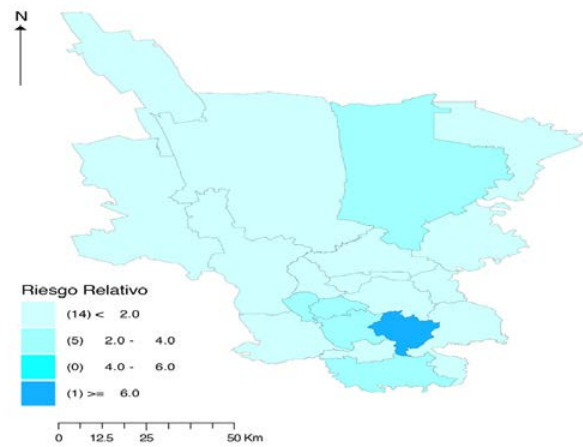 N
Riesgo Relativo
(14) < 2.0
(5) 2.0 - 4.0
(0) 4.0 - 6.0
(1) >= 6.0
0 12.5 25 50 Km